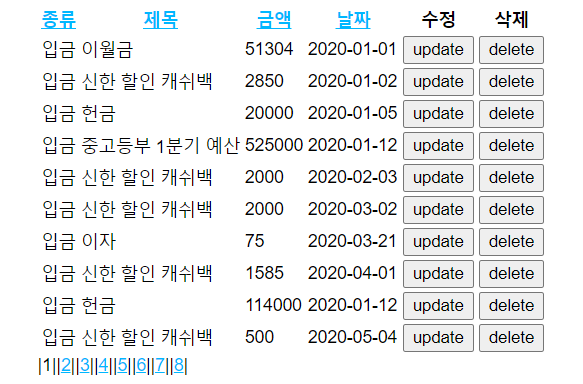 종류 제목 금액 날짜 수정 삭제
입금 이월금 51304 2020-01-01 update delete
입금 신한 할인 캐쉬백 2850 2020-01-02 update delete
입금 헌금 20000 2020-01-05 update delete
입금 중고등부 1분기 예산 525000 2020-01-12 update delete
입금 신한 할인 캐쉬백 2000 2020-02-03 update delete
입금 신한 할인 캐쉬백 2000 2020-03-02 update delete
입금 이자 75 2020-03-21 update delete
입금 신한 할인 캐쉬백 1585 2020-04-01 update delete
입금 헌금 114000 2020-01-12 update delete
입금 신한 할인 캐쉬백 500 2020-05-04 update delete
|1||2||3||4||5||6||7||8|